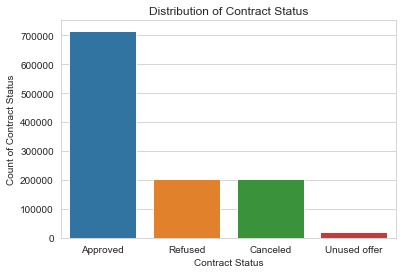 Distribution of Contract Status
700000
600000
500000
400000
300000
200000
100000
0
Count of Contract Status
Approved Refused Canceled Unused offer
Contract Status